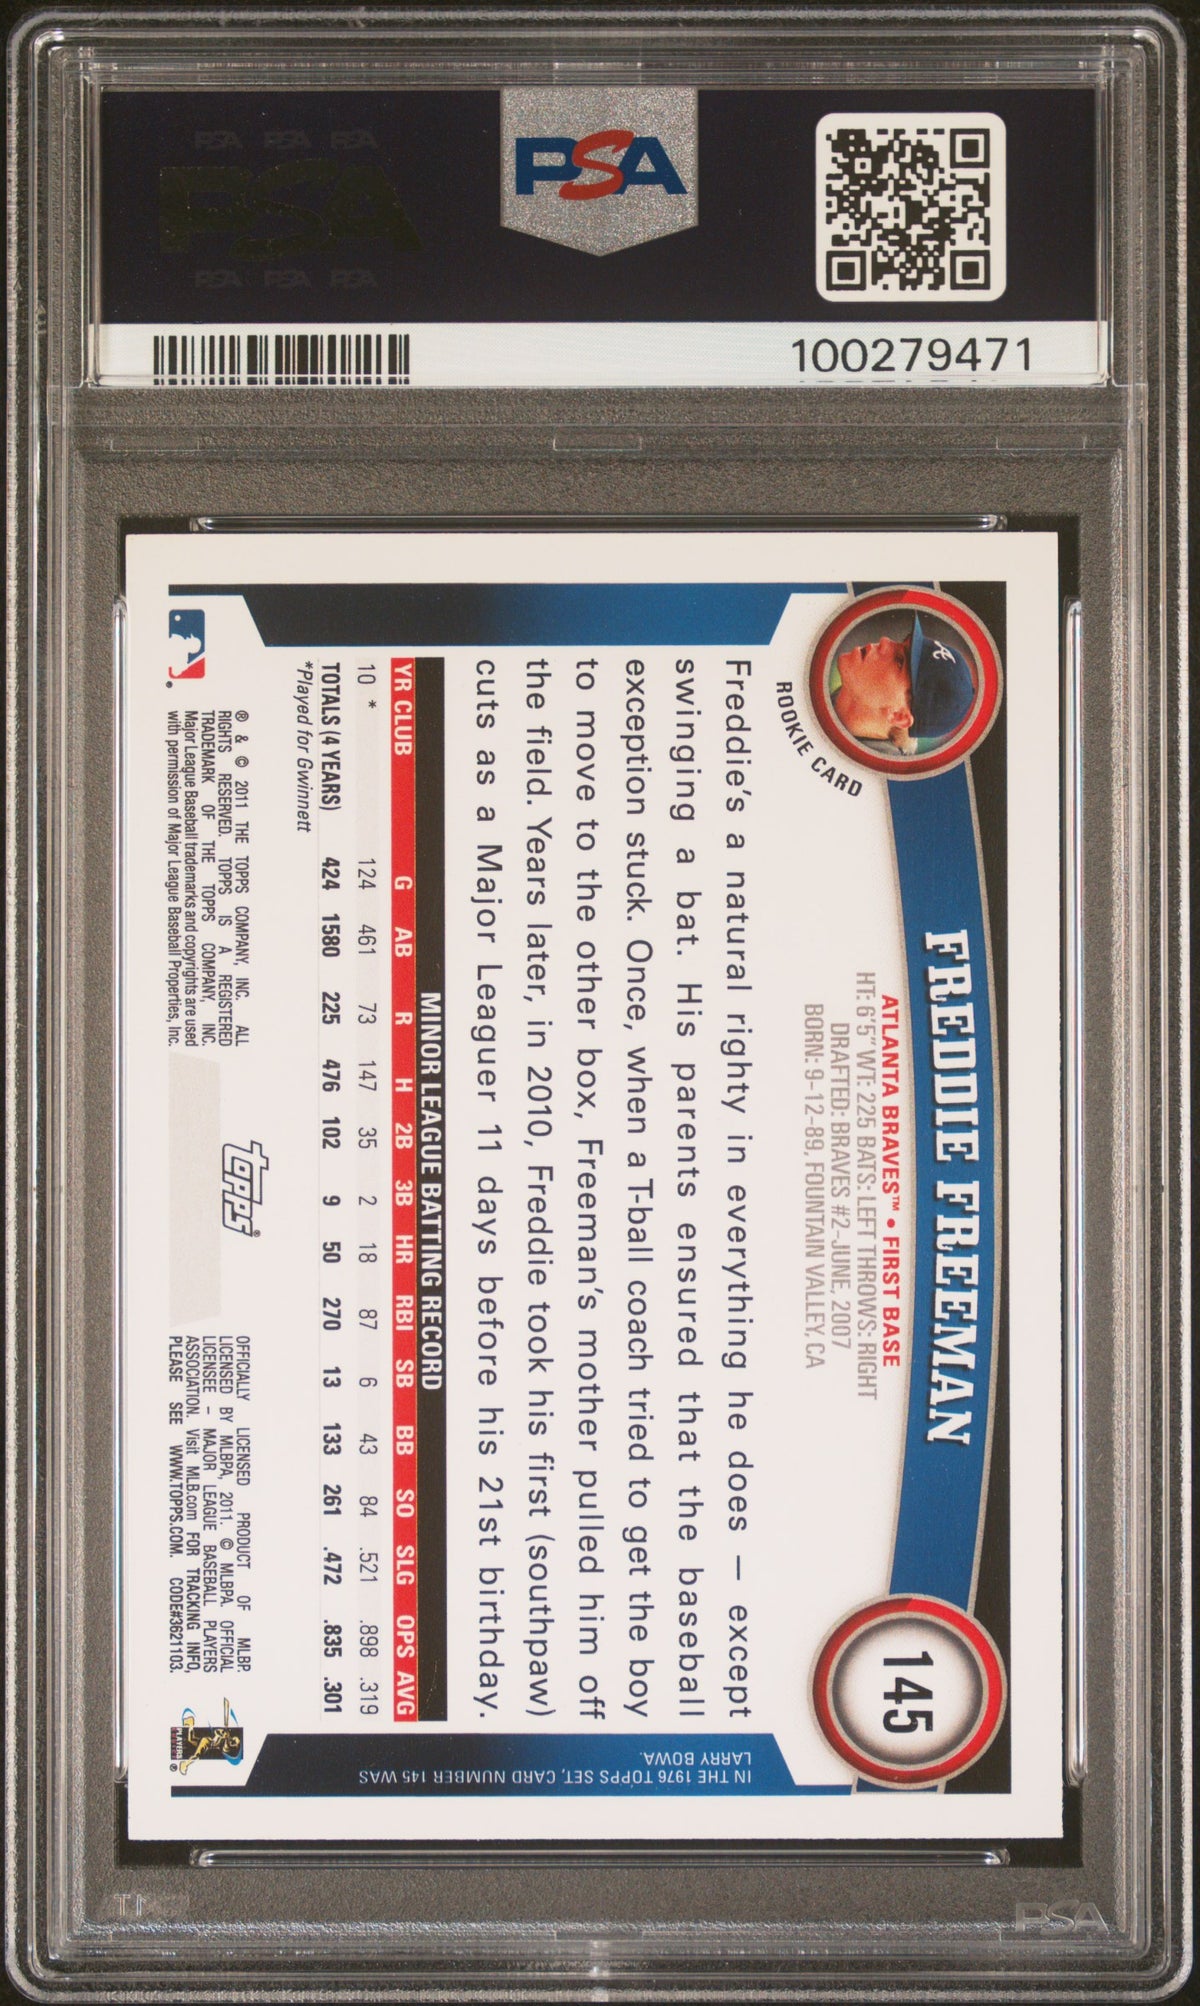 PSA PSA PSA
PSA
PSA PSA PSA
PSA
100279471
145
FREDDIE FREEMAN
ROOKIE CARD
ATLANTA BRAVES™ • FIRST BASE
HT: 6'5" WT: 225 BATS: LEFT THROWS: RIGHT
DRAFTED: BRAVES #2-JUNE, 2007
BORN: 9-12-89, FOUNTAIN VALLEY, CA
Freddie's a natural righty in everything he does — except
swinging a bat. His parents ensured that the baseball
exception stuck. Once, when a T-ball coach tried to get the boy
to move to the other box, Freeman's mother pulled him off
the field. Years later, in 2010, Freddie took his first (southpaw)
cuts as a Major Leaguer 11 days before his 21st birthday.
MINOR LEAGUE BATTING RECORD
YR CLUB G AB R H 2B 3B HR RBI SB BB SO SLG OPS AVG
10 * 124 461 73 147 35 2 18 87 6 43 84 .521 .898 .319
TOTALS (4 YEARS) 424 1580 225 476 102 9 50 270 13 133 261 .472 .835 .301
*Played for Gwinnett
® & © 2011 THE TOPPS COMPANY, INC. ALL
RIGHTS RESERVED. TOPPS IS A REGISTERED
TRADEMARK OF THE TOPPS COMPANY, INC.
Major League Baseball trademarks and copyrights are used
with permission of Major League Baseball Properties, Inc.
topps®
OFFICIALLY LICENSED PRODUCT OF MLBP.
LICENSED BY MLBPA, 2011. © MLBPA OFFICIAL
LICENSEE – MAJOR LEAGUE BASEBALL PLAYERS
ASSOCIATION. Visit MLB.com FOR TRACKING INFO,
PLEASE SEE WWW.TOPPS.COM. CODE#3621103.
IN THE 1976 TOPPS SET, CARD NUMBER 145 WAS
LARRY BOWA.
PSA